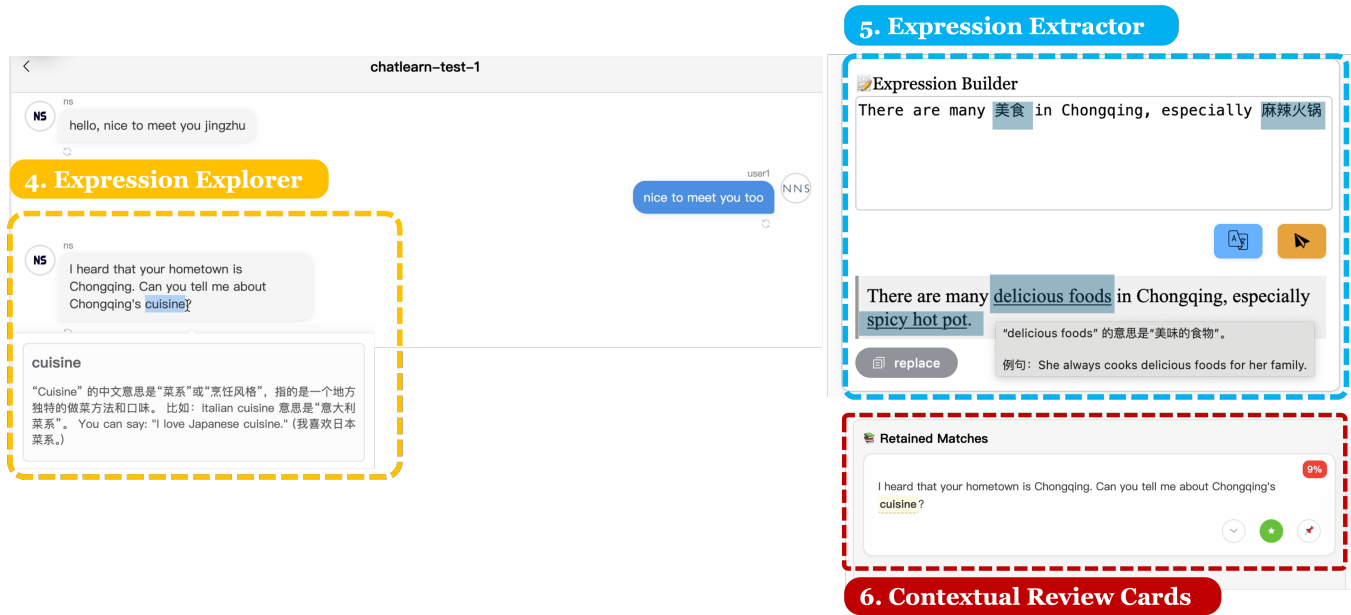 chatlearn-test-1
ns
NS
hello, nice to meet you jingzhu
user1
NNS
nice to meet you too
4. Expression Explorer
ns
NS
I heard that your hometown is
Chongqing. Can you tell me about
Chongqing's cuisine?
cuisine
“Cuisine” 的中文意思是“菜系”或“烹饪风格”，指的是一个地方
独特的做菜方法和口味。 比如：Italian cuisine 意思是“意大利
菜系”。 You can say: "I love Japanese cuisine." (我喜欢日本
菜系。)
5. Expression Extractor
📝Expression Builder
There are many 美食 in Chongqing, especially 麻辣火锅
There are many delicious foods in Chongqing, especially
spicy hot pot.
“delicious foods” 的意思是“美味的食物”。
例句：She always cooks delicious foods for her family.
replace
📚 Retained Matches
9%
I heard that your hometown is Chongqing. Can you tell me about Chongqing's
cuisine?
6. Contextual Review Cards